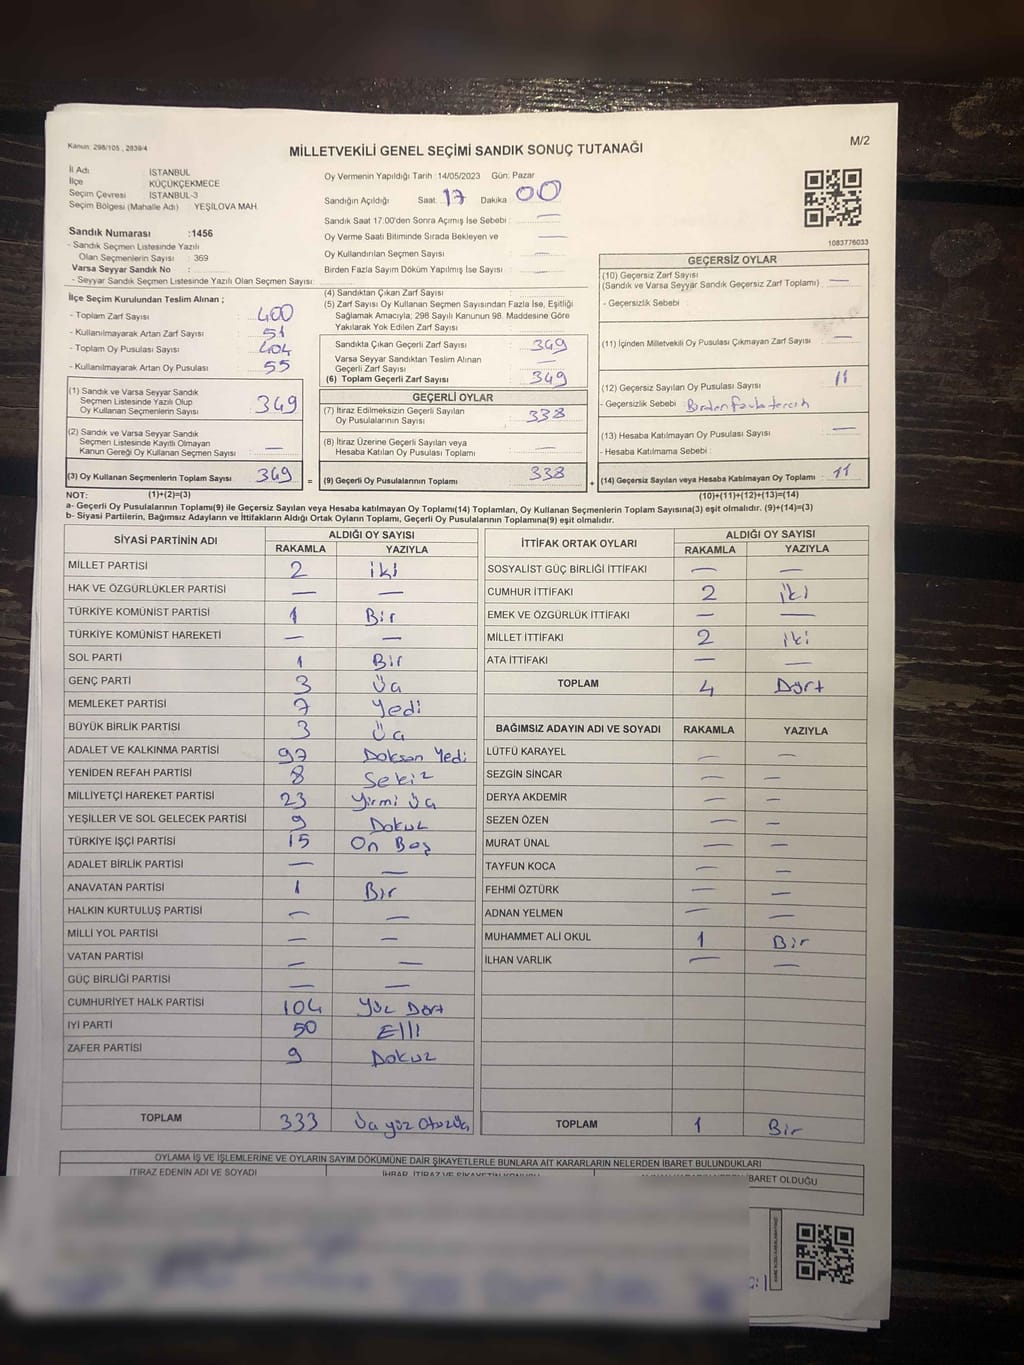 Kanun: 298/105, 2839/4
MİLLETVEKİLİ GENEL SEÇİMİ SANDIK SONUÇ TUTANAĞI
M/2
İl Adı : İSTANBUL
İlçe : KÜÇÜKÇEKMECE
Seçim Çevresi : İSTANBUL-3
Seçim Bölgesi (Mahalle Adı) : YEŞİLOVA MAH.
Oy Vermenin Yapıldığı Tarih :14/05/2023 Gün: Pazar
Sandığın Açıldığı Saat: 17 Dakika: 00
Sandık Saat 17.00'den Sonra Açılmış İse Sebebi : —
Oy Verme Saati Bitiminde Sırada Bekleyen ve —
Oy Kullandırılan Seçmen Sayısı : —
Birden Fazla Sayım Döküm Yapılmış İse Sayısı : —
1083776033
Sandık Numarası :1456
- Sandık Seçmen Listesinde Yazılı
Olan Seçmenlerin Sayısı : 369
Varsa Seyyar Sandık No :
- Seyyar Sandık Seçmen Listesinde Yazılı Olan Seçmen Sayısı:
İlçe Seçim Kurulundan Teslim Alınan ;
- Toplam Zarf Sayısı : 400
- Kullanılmayarak Artan Zarf Sayısı : 51
- Toplam Oy Pusulası Sayısı : 404
- Kullanılmayarak Artan Oy Pusulası : 55
(1) Sandık ve Varsa Seyyar Sandık
Seçmen Listesinde Yazılı Olup
Oy Kullanan Seçmenlerin Sayısı : 349
(2) Sandık ve Varsa Seyyar Sandık
Seçmen Listesinde Kayıtlı Olmayan
Kanun Gereği Oy Kullanan Seçmen Sayısı : —
(3) Oy Kullanan Seçmenlerin Toplam Sayısı : 349 =
(4) Sandıktan Çıkan Zarf Sayısı :
(5) Zarf Sayısı Oy Kullanan Seçmen Sayısından Fazla İse, Eşitliği
Sağlamak Amacıyla, 298 Sayılı Kanunun 98. Maddesine Göre
Yakılarak Yok Edilen Zarf Sayısı :
Sandıkta Çıkan Geçerli Zarf Sayısı : 349
Varsa Seyyar Sandıktan Teslim Alınan
Geçerli Zarf Sayısı : —
(6) Toplam Geçerli Zarf Sayısı : 349
GEÇERLİ OYLAR
(7) İtiraz Edilmeksizin Geçerli Sayılan
Oy Pusulalarının Sayısı : 338
(8) İtiraz Üzerine Geçerli Sayılan veya
Hesaba Katılan Oy Pusulası Toplamı : —
(9) Geçerli Oy Pusulalarının Toplamı : 338 +
GEÇERSİZ OYLAR
(10) Geçersiz Zarf Sayısı
(Sandık ve Varsa Seyyar Sandık Geçersiz Zarf Toplamı) : —
- Geçersizlik Sebebi :
(11) İçinden Milletvekili Oy Pusulası Çıkmayan Zarf Sayısı : —
(12) Geçersiz Sayılan Oy Pusulası Sayısı : 11
- Geçersizlik Sebebi : Birden fazla tercih
(13) Hesaba Katılmayan Oy Pusulası Sayısı : —
- Hesaba Katılmama Sebebi :
(14) Geçersiz Sayılan veya Hesaba Katılmayan Oy Toplamı : 11
NOT: (1)+(2)=(3) (10)+(11)+(12)+(13)=(14)
a- Geçerli Oy Pusulalarının Toplamı(9) ile Geçersiz Sayılan veya Hesaba Katılmayan Oy Toplamı(14) Toplamları, Oy Kullanan Seçmenlerin Toplam Sayısına(3) eşit olmalıdır. (9)+(14)=(3)
b- Siyasi Partilerin, Bağımsız Adayların ve İttifakların Aldığı Ortak Oyların Toplamı, Geçerli Oy Pusulalarının Toplamına(9) eşit olmalıdır.
SİYASİ PARTİNİN ADI ALDIĞI OY SAYISI
RAKAMLA YAZIYLA
MİLLET PARTİSİ 2 iki
HAK VE ÖZGÜRLÜKLER PARTİSİ — —
TÜRKİYE KOMÜNİST PARTİSİ 1 Bir
TÜRKİYE KOMÜNİST HAREKETİ — —
SOL PARTİ 1 Bir
GENÇ PARTİ 3 Üç
MEMLEKET PARTİSİ 7 Yedi
BÜYÜK BİRLİK PARTİSİ 3 Üç
ADALET VE KALKINMA PARTİSİ 97 Doksan Yedi
YENİDEN REFAH PARTİSİ 8 Sekiz
MİLLİYETÇİ HAREKET PARTİSİ 23 Yirmi Üç
YEŞİLLER VE SOL GELECEK PARTİSİ 9 Dokuz
TÜRKİYE İŞÇİ PARTİSİ 15 On Beş
ADALET BİRLİK PARTİSİ — —
ANAVATAN PARTİSİ 1 Bir
HALKIN KURTULUŞ PARTİSİ — —
MİLLİ YOL PARTİSİ — —
VATAN PARTİSİ — —
GÜÇ BİRLİĞİ PARTİSİ — —
CUMHURİYET HALK PARTİSİ 104 Yüz Dört
İYİ PARTİ 50 Elli
ZAFER PARTİSİ 9 Dokuz
TOPLAM 333 Üç yüz Otuz Üç
İTTİFAK ORTAK OYLARI ALDIĞI OY SAYISI
RAKAMLA YAZIYLA
SOSYALİST GÜÇ BİRLİĞİ İTTİFAKI — —
CUMHUR İTTİFAKI 2 iki
EMEK VE ÖZGÜRLÜK İTTİFAKI — —
MİLLET İTTİFAKI 2 iki
ATA İTTİFAKI — —
TOPLAM 4 Dört
BAĞIMSIZ ADAYIN ADI VE SOYADI RAKAMLA YAZIYLA
LÜTFÜ KARAYEL — —
SEZGİN SİNCAR — —
DERYA AKDEMİR — —
SEZEN ÖZEN — —
MURAT ÜNAL — —
TAYFUN KOCA — —
FEHMİ ÖZTÜRK — —
ADNAN YELMEN — —
MUHAMMET ALİ OKUL 1 Bir
İLHAN VARLIK — —
TOPLAM 1 Bir
OYLAMA İŞ VE İŞLEMLERİNE VE OYLARIN SAYIM DÖKÜMÜNE DAİR ŞİKAYETLERLE BUNLARA AİT KARARLARIN NELERDEN İBARET BULUNDUKLARI
İTİRAZ EDENİN ADI VE SOYADI İHBAR, İTİRAZ VE ŞİKAYETİN KONUSU İBARET OLDUĞU